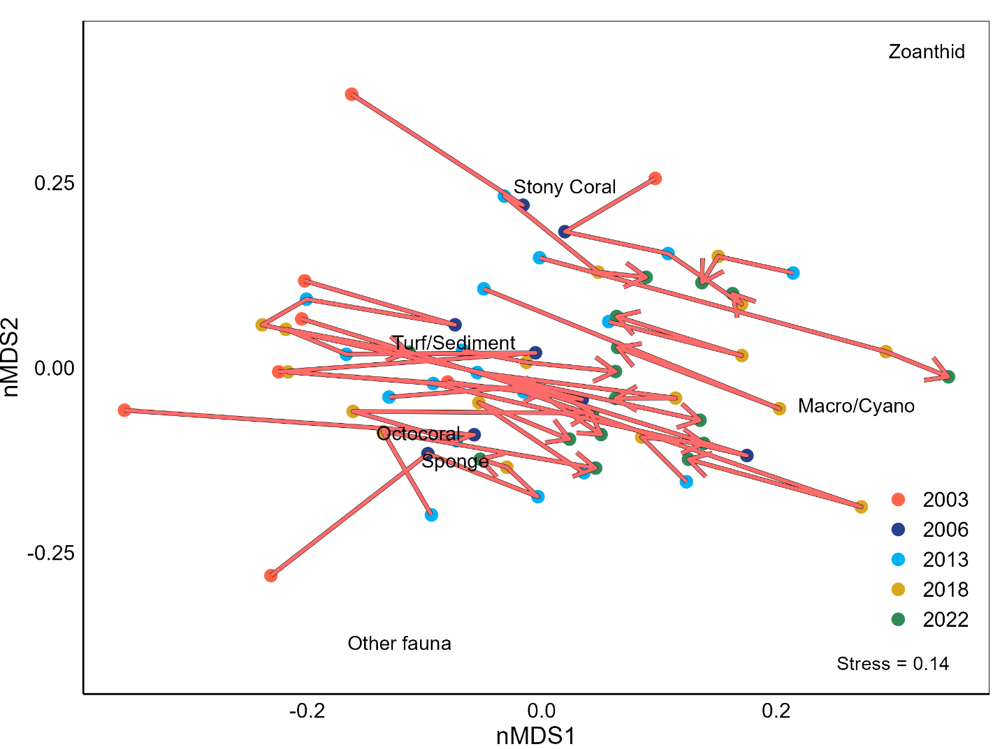 Zoanthid
Stony Coral
0.25
Turf/Sediment
0.00
nMDS2
Macro/Cyano
Octocoral
Sponge
2003
2006
-0.25
2013
2018
2022
Other fauna
Stress = 0.14
-0.2
0.0
0.2
nMDS1